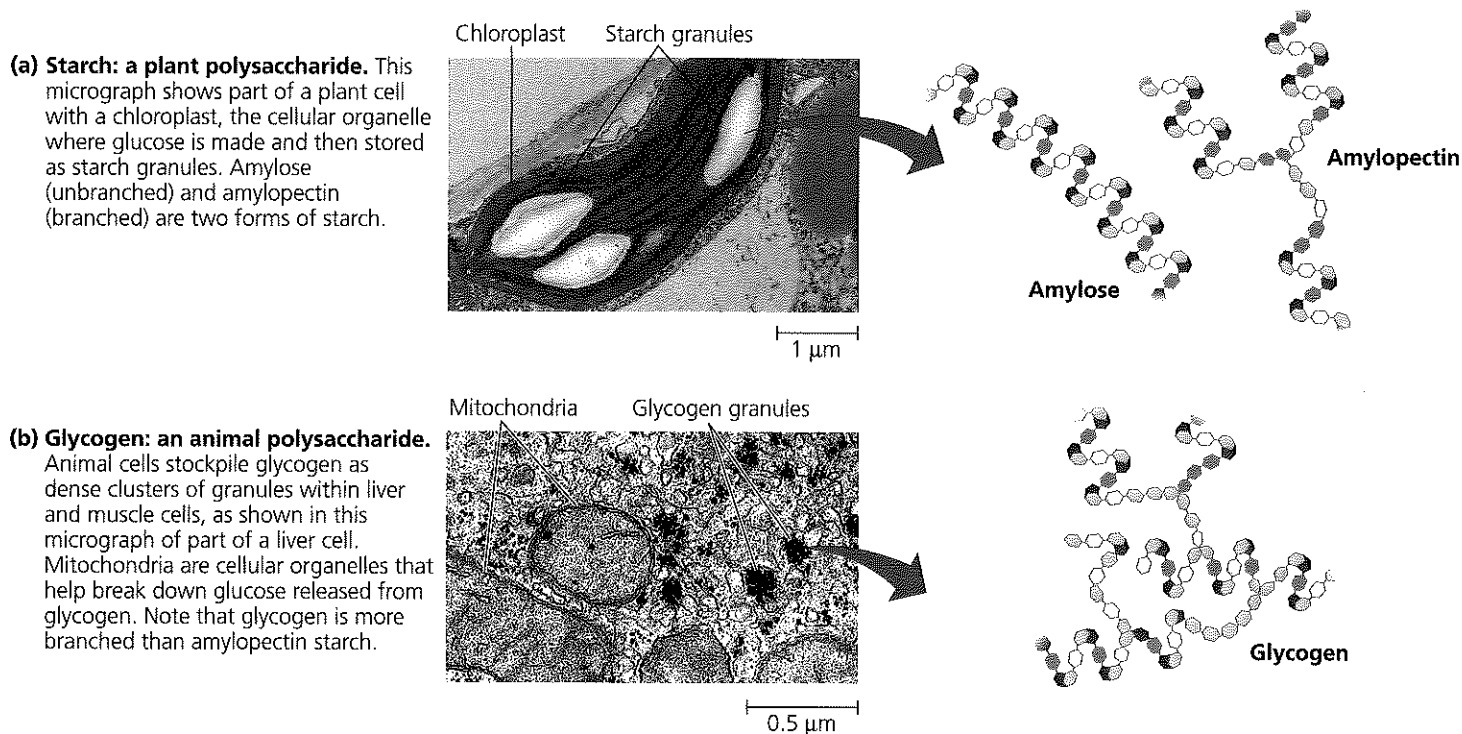 Chloroplast Starch granules
(a) Starch: a plant polysaccharide. This
micrograph shows part of a plant cell
with a chloroplast, the cellular organelle
where glucose is made and then stored
as starch granules. Amylose
(unbranched) and amylopectin
(branched) are two forms of starch.
Amylopectin
Amylose
1 μm
Mitochondria Glycogen granules
(b) Glycogen: an animal polysaccharide.
Animal cells stockpile glycogen as
dense clusters of granules within liver
and muscle cells, as shown in this
micrograph of part of a liver cell.
Mitochondria are cellular organelles that
help break down glucose released from
glycogen. Note that glycogen is more
branched than amylopectin starch.
Glycogen
0.5 μm